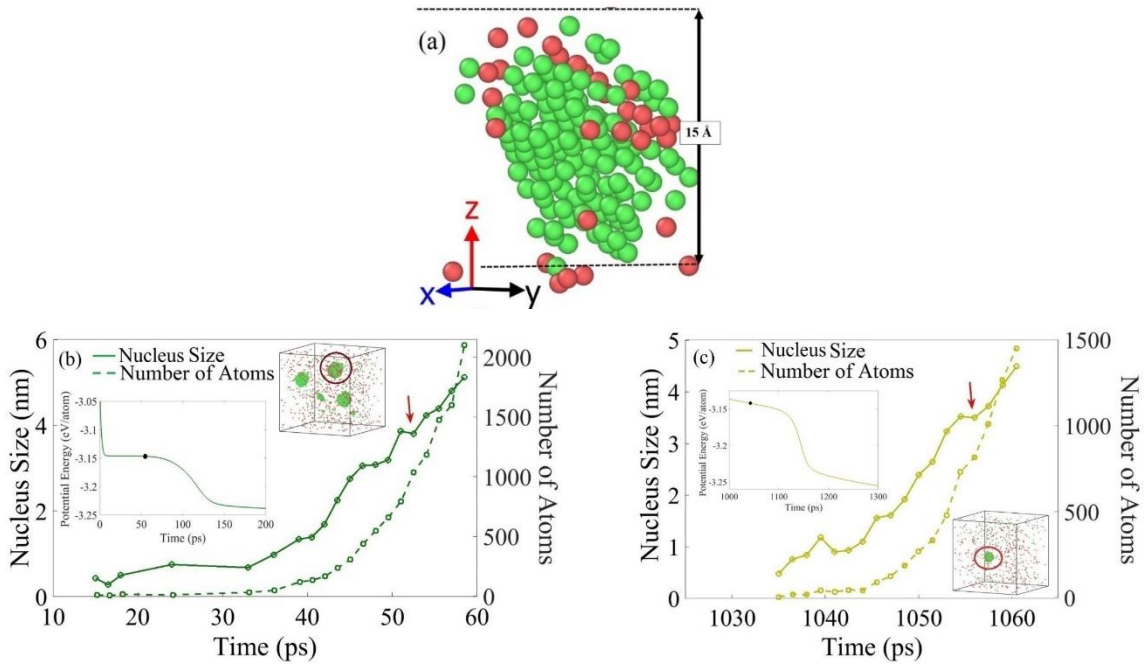 (a)
15 Å
z
x
y
(b)
Nucleus Size
Number of Atoms
Nucleus Size (nm)
6
4
2
0
Number of Atoms
2000
1500
1000
500
0
10 20 30 40 50 60
Time (ps)
Potential Energy (eV/atom)
-3.05
-3.1
-3.15
-3.2
-3.25
0 50 100 150 200
Time (ps)
(c)
Nucleus Size
Number of Atoms
Nucleus Size (nm)
5
4
3
2
1
0
Number of Atoms
1500
1000
500
0
1030 1040 1050 1060
Time (ps)
Potential Energy (eV/atom)
-3.15
-3.2
-3.25
1000 1100 1200 1300
Time (ps)